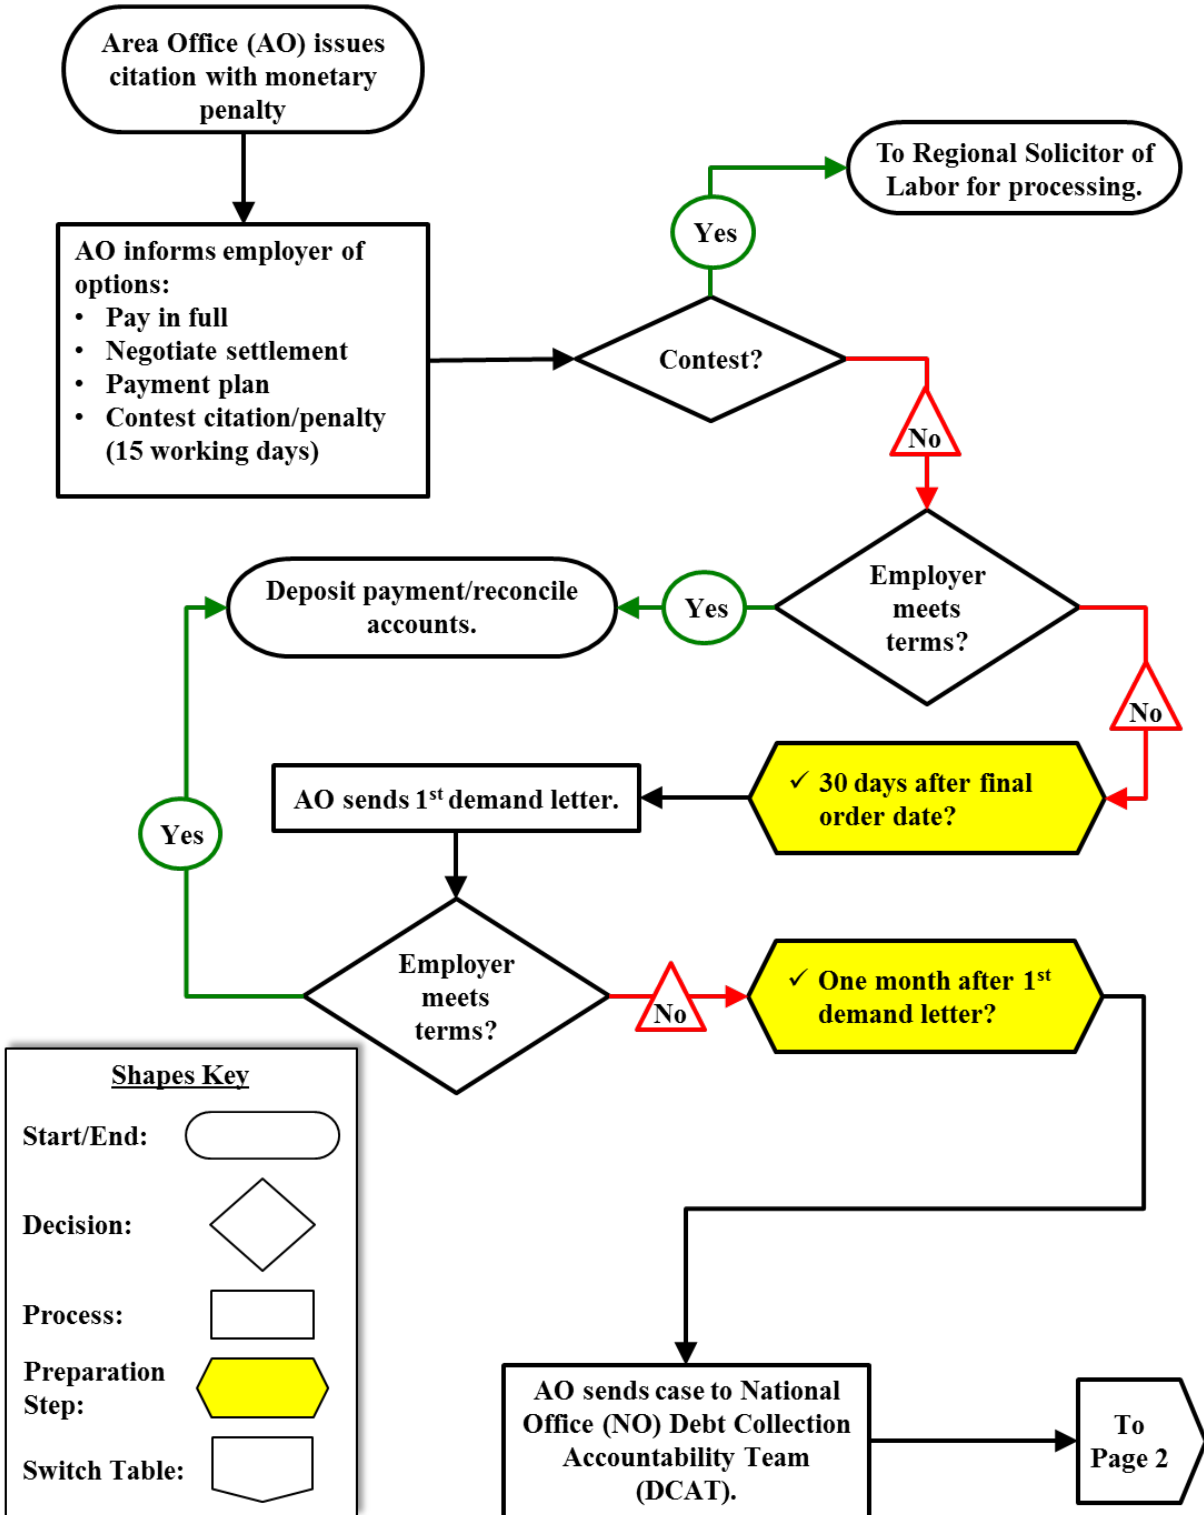 Area Office (AO) issues
citation with monetary
penalty
To Regional Solicitor of
Labor for processing.
Yes
AO informs employer of
options:
• Pay in full
• Negotiate settlement
• Payment plan
• Contest citation/penalty
(15 working days)
Contest?
No
Employer
meets
terms?
Yes
Deposit payment/reconcile
accounts.
No
✓ 30 days after final
order date?
AO sends 1st demand letter.
Yes
Employer
meets
terms?
No
✓ One month after 1st
demand letter?
Shapes Key
Start/End:
Decision:
Process:
Preparation
Step:
Switch Table:
AO sends case to National
Office (NO) Debt Collection
Accountability Team
(DCAT).
To
Page 2